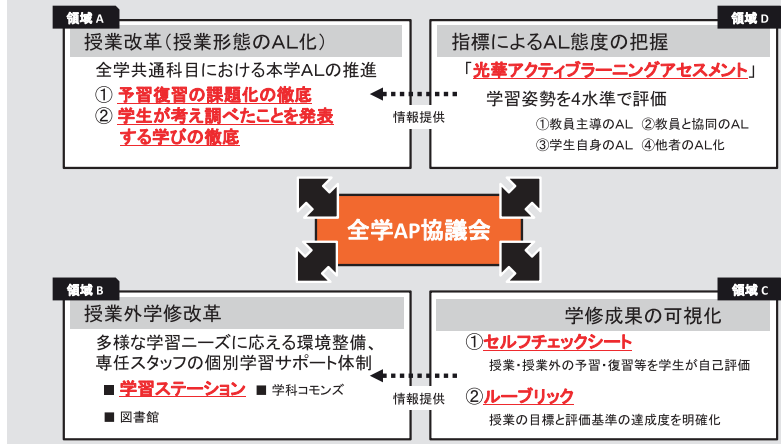 領域 A
授業改革（授業形態のAL化）
全学共通科目における本学ALの推進
① 予習復習の課題化の徹底
② 学生が考え調べたことを発表
する学びの徹底
情報提供
領域 D
指標によるAL態度の把握
「光華アクティブラーニングアセスメント」
学習姿勢を4水準で評価
①教員主導のAL ②教員と協同のAL
③学生自身のAL ④他者のAL化
全学AP協議会
領域 B
授業外学修改革
多様な学習ニーズに応える環境整備、
専任スタッフの個別学習サポート体制
■ 学習ステーション ■ 学科コモンズ
■ 図書館
情報提供
領域 C
学修成果の可視化
①セルフチェックシート
授業・授業外の予習・復習等を学生が自己評価
②ルーブリック
授業の目標と評価基準の達成度を明確化